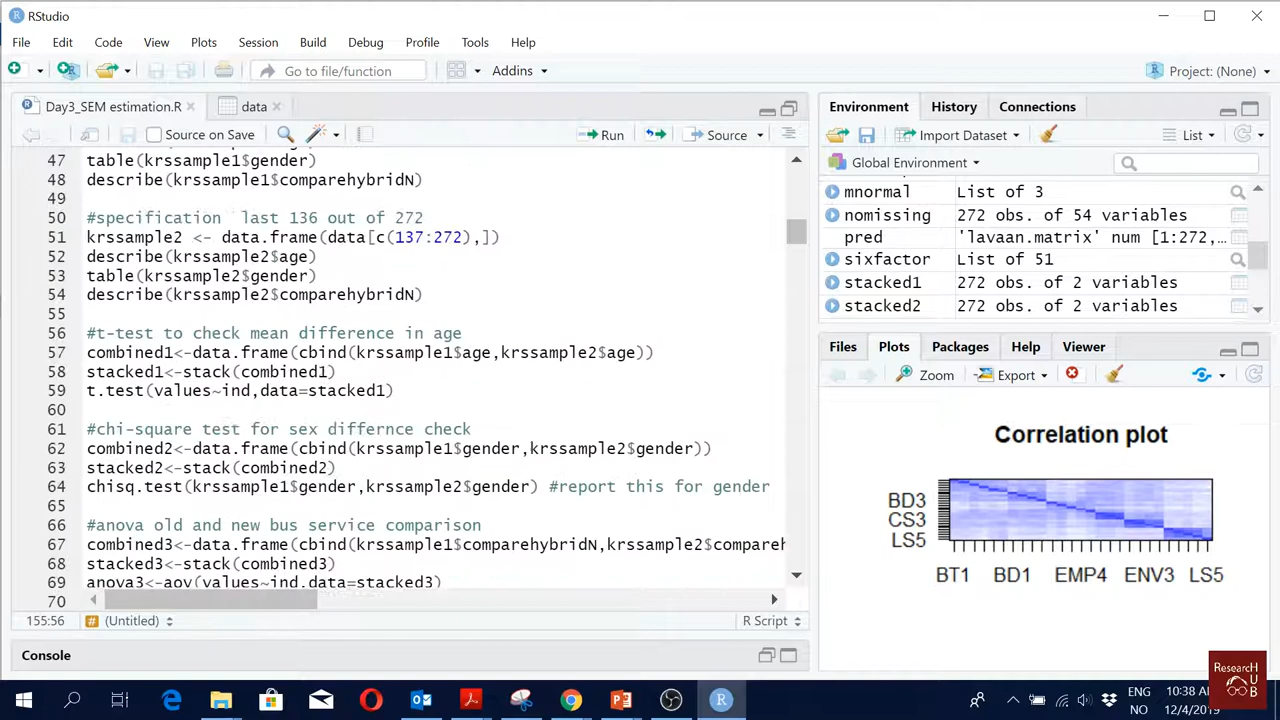 RStudio
File Edit Code View Plots Session Build Debug Profile Tools Help
Go to file/function Addins Project: (None)
Day3_SEM estimation.R data
Source on Save Run Source
47 table(krssample1$gender)
48 describe(krssample1$comparehybridN)
49
50 #specification last 136 out of 272
51 krssample2 <- data.frame(data[c(137:272),])
52 describe(krssample2$age)
53 table(krssample2$gender)
54 describe(krssample2$comparehybridN)
55
56 #t-test to check mean difference in age
57 combined1<-data.frame(cbind(krssample1$age,krssample2$age))
58 stacked1<-stack(combined1)
59 t.test(values~ind,data=stacked1)
60
61 #chi-square test for sex differnce check
62 combined2<-data.frame(cbind(krssample1$gender,krssample2$gender))
63 stacked2<-stack(combined2)
64 chisq.test(krssample1$gender,krssample2$gender) #report this for gender
65
66 #anova old and new bus service comparison
67 combined3<-data.frame(cbind(krssample1$comparehybridN,krssample2$compareh
68 stacked3<-stack(combined3)
69 anova3<-aov(values~ind,data=stacked3)
70
155:56 # (Untitled) R Script
Console
Environment History Connections
Import Dataset List
Global Environment
mnormal List of 3
nomissing 272 obs. of 54 variables
pred 'lavaan.matrix' num [1:272,…
sixfactor List of 51
stacked1 272 obs. of 2 variables
stacked2 272 obs. of 2 variables
Files Plots Packages Help Viewer
Zoom Export
Correlation plot
BD3
CS3
LS5
BT1 BD1 EMP4 ENV3 LS5
ResearcH
U
B
ENG 10:38 AM
NO 12/4/2019